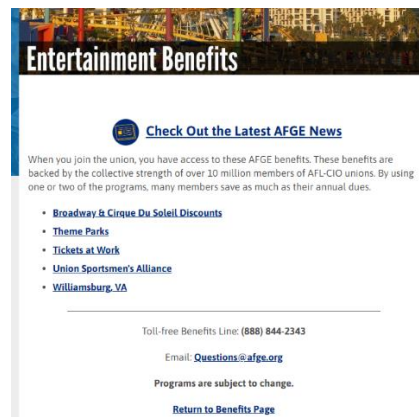 Entertainment Benefits
Check Out the Latest AFGE News
When you join the union, you have access to these AFGE benefits. These benefits are
backed by the collective strength of over 10 million members of AFL-CIO unions. By using
one or two of the programs, many members save as much as their annual dues.
• Broadway & Cirque Du Soleil Discounts
• Theme Parks
• Tickets at Work
• Union Sportsmen's Alliance
• Williamsburg, VA
Toll-free Benefits Line: (888) 844-2343
Email: Questions@afge.org
Programs are subject to change.
Return to Benefits Page